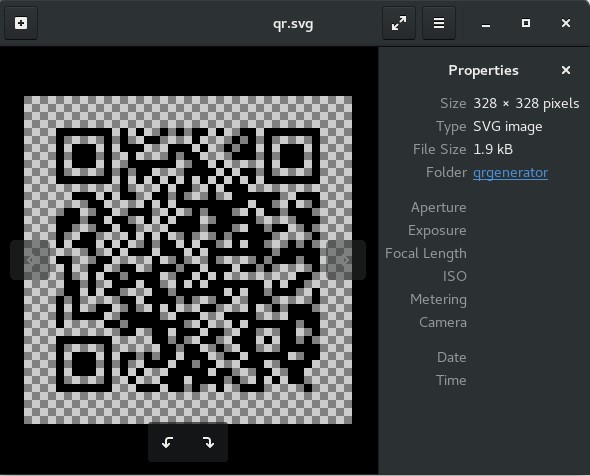 qr.svg
Properties
Size 328 × 328 pixels
Type SVG image
File Size 1.9 kB
Folder qrgenerator
Aperture
Exposure
Focal Length
ISO
Metering
Camera
Date
Time